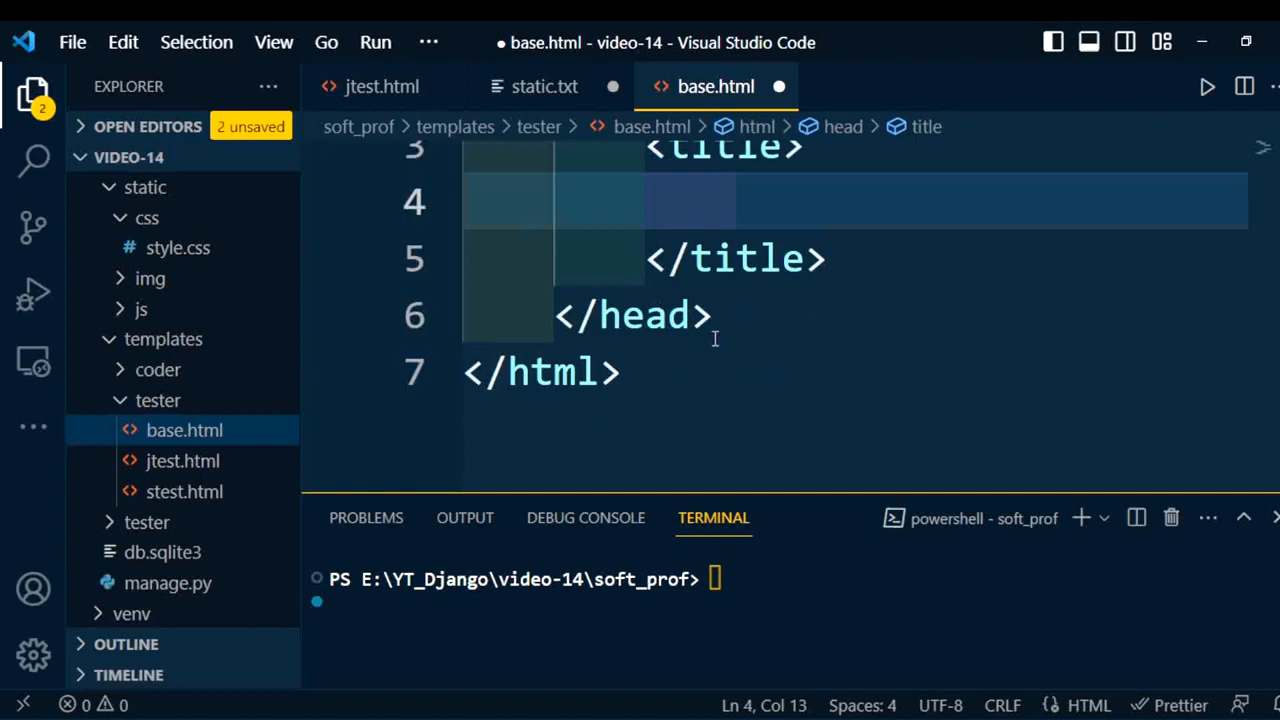 File Edit Selection View Go Run ··· ● base.html - video-14 - Visual Studio Code
EXPLORER ···
jtest.html static.txt ● base.html ●
2
OPEN EDITORS 2 unsaved
soft_prof > templates > tester > base.html > html > head > title
VIDEO-14
static
css
style.css
img
js
templates
coder
tester
base.html
jtest.html
stest.html
tester
db.sqlite3
manage.py
venv
OUTLINE
TIMELINE
3 <title>
4
5 </title>
6 </head>
7 </html>
PROBLEMS OUTPUT DEBUG CONSOLE TERMINAL powershell - soft_prof
PS E:\YT_Django\video-14\soft_prof>
0 0 Ln 4, Col 13 Spaces: 4 UTF-8 CRLF HTML Prettier